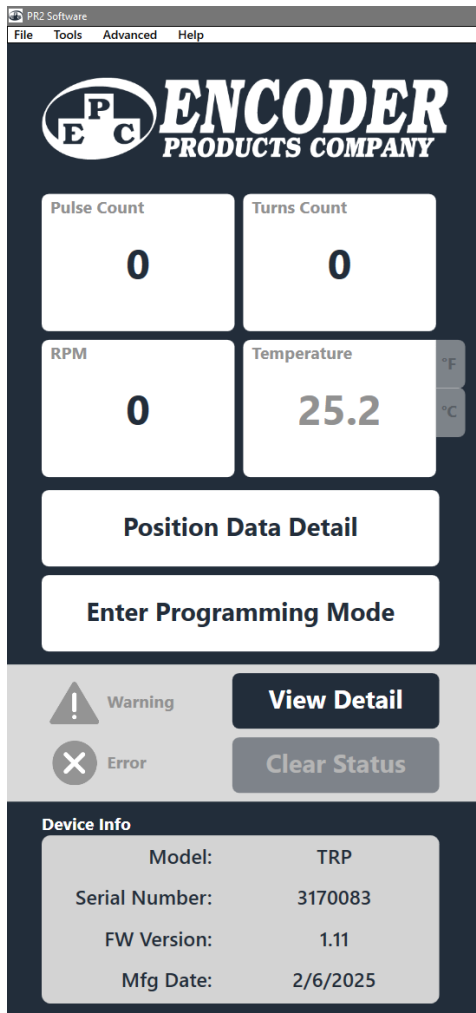 PR2 Software
File Tools Advanced Help
EPC
ENCODER
PRODUCTS COMPANY
Pulse Count
0
Turns Count
0
RPM
0
Temperature
25.2
°F
°C
Position Data Detail
Enter Programming Mode
Warning
View Detail
Error
Clear Status
Device Info
Model: TRP
Serial Number: 3170083
FW Version: 1.11
Mfg Date: 2/6/2025